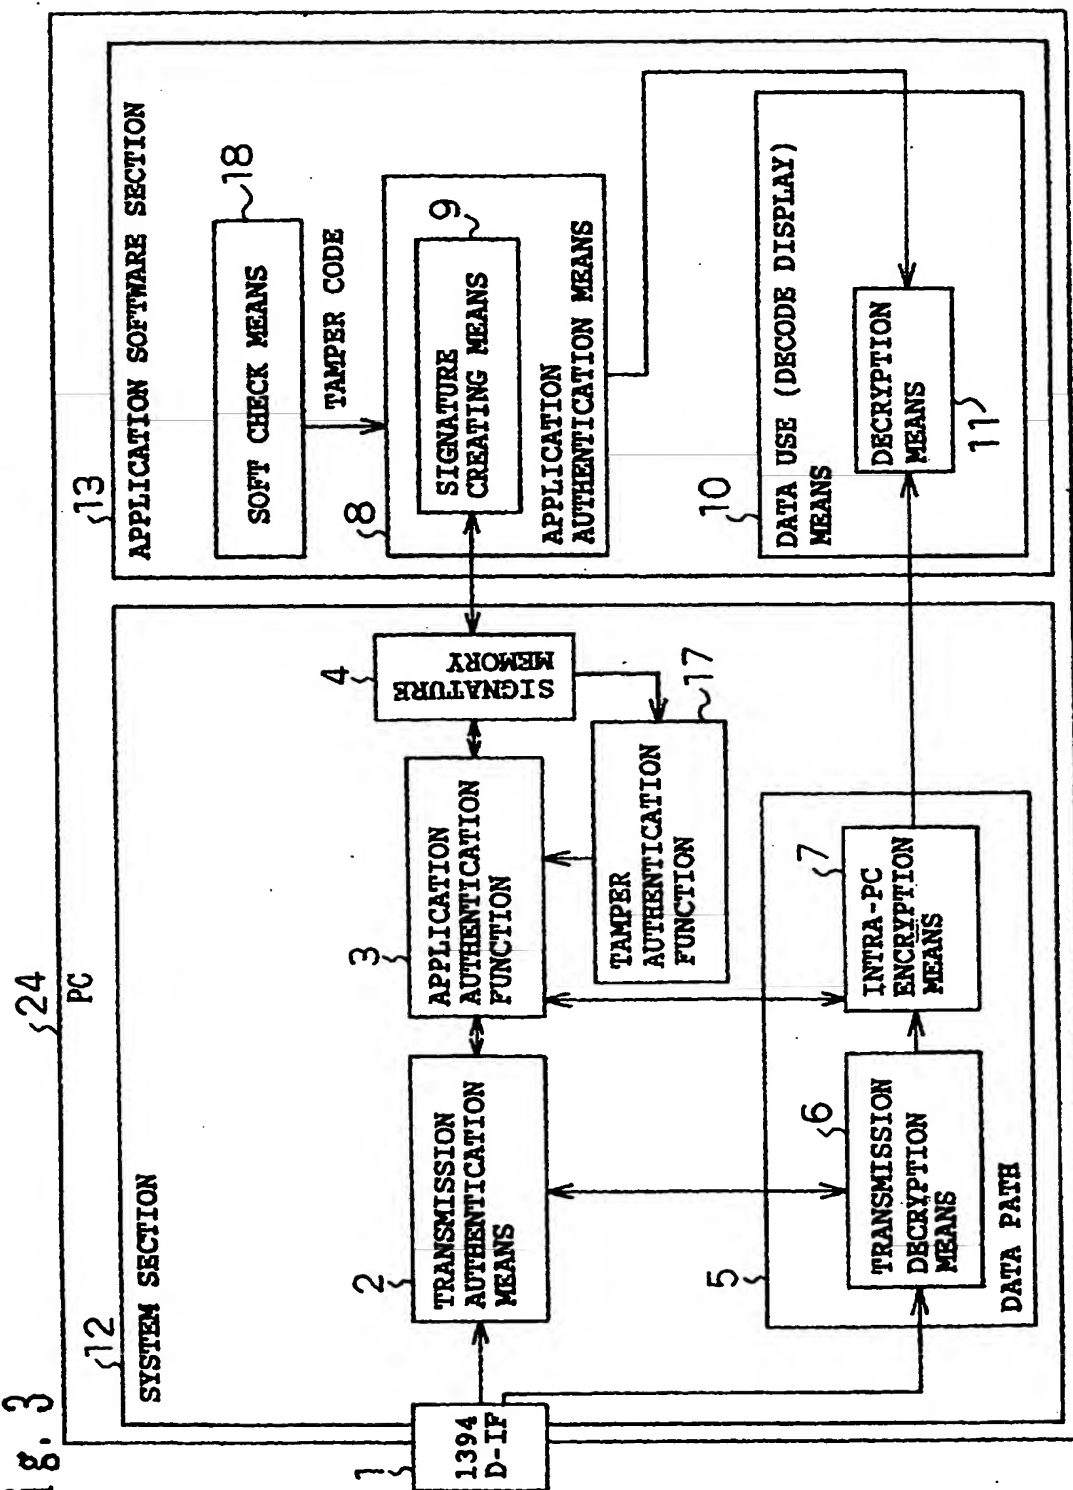 Fig. 3
24
PC
12
SYSTEM SECTION
1
1394
D-IF
2
TRANSMISSION
AUTHENTICATION
MEANS
3
APPLICATION
AUTHENTICATION
FUNCTION
4
SIGNATURE
MEMORY
TAMPER
AUTHENTICATION
FUNCTION
17
5
6
TRANSMISSION
DECRYPTION
MEANS
7
INTRA-PC
ENCRYPTION
MEANS
DATA PATH
13
APPLICATION SOFTWARE SECTION
18
SOFT CHECK MEANS
TAMPER CODE
8
9
SIGNATURE
CREATING MEANS
APPLICATION
AUTHENTICATION MEANS
10
DATA USE (DECODE DISPLAY)
MEANS
DECRYPTION
MEANS
11